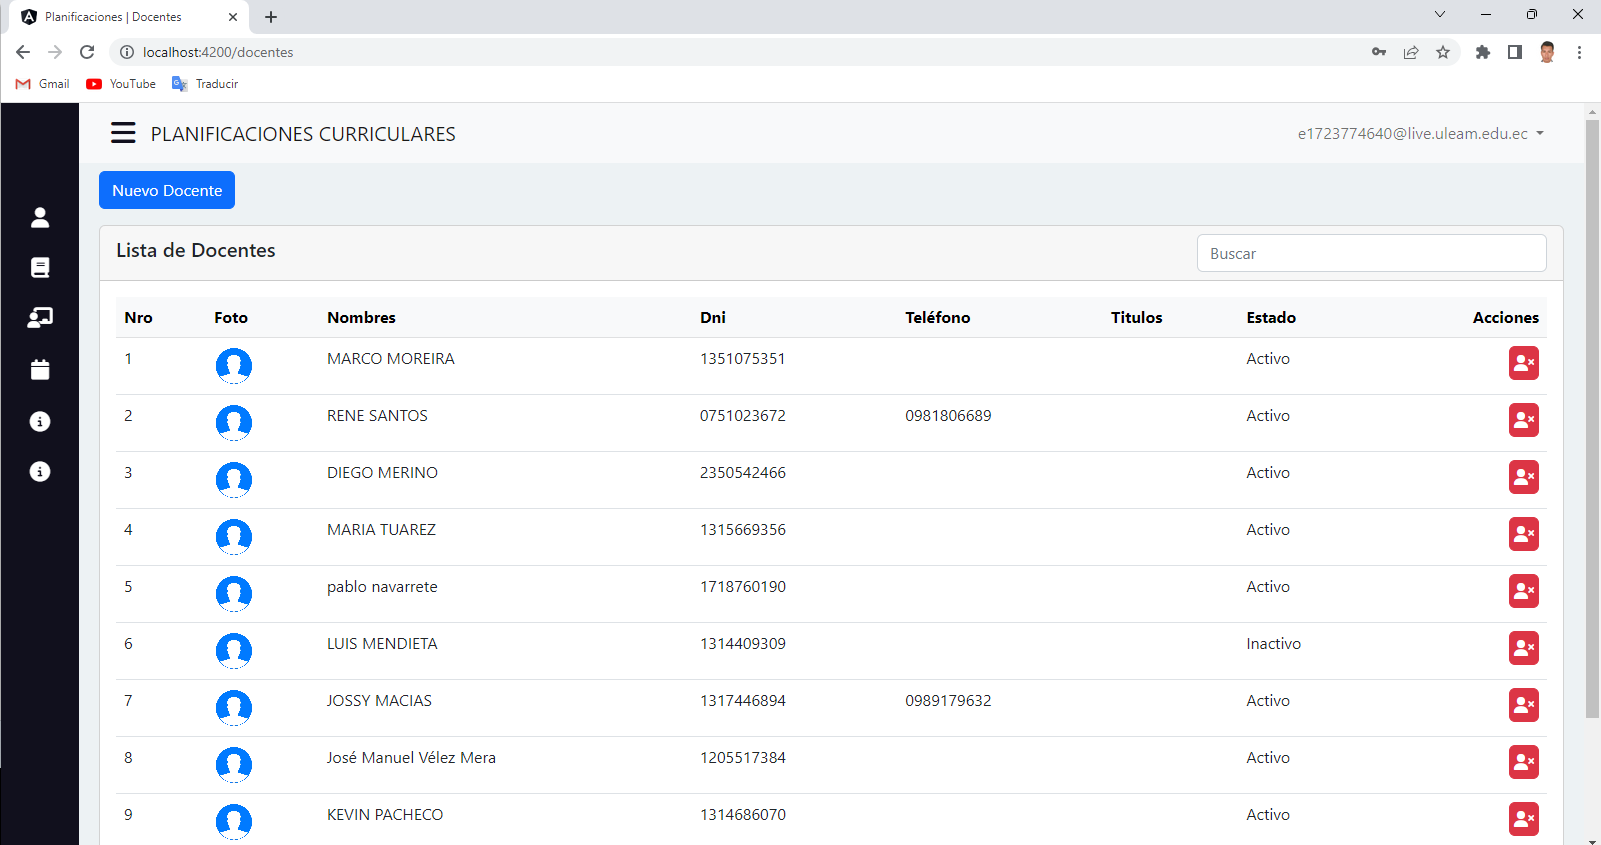 Planificaciones | Docentes
localhost:4200/docentes
Gmail YouTube Traducir
PLANIFICACIONES CURRICULARES e1723774640@live.uleam.edu.ec
Nuevo Docente
Lista de Docentes Buscar
Nro Foto Nombres Dni Teléfono Titulos Estado Acciones
1 MARCO MOREIRA 1351075351 Activo
2 RENE SANTOS 0751023672 0981806689 Activo
3 DIEGO MERINO 2350542466 Activo
4 MARIA TUAREZ 1315669356 Activo
5 pablo navarrete 1718760190 Activo
6 LUIS MENDIETA 1314409309 Inactivo
7 JOSSY MACIAS 1317446894 0989179632 Activo
8 José Manuel Vélez Mera 1205517384 Activo
9 KEVIN PACHECO 1314686070 Activo